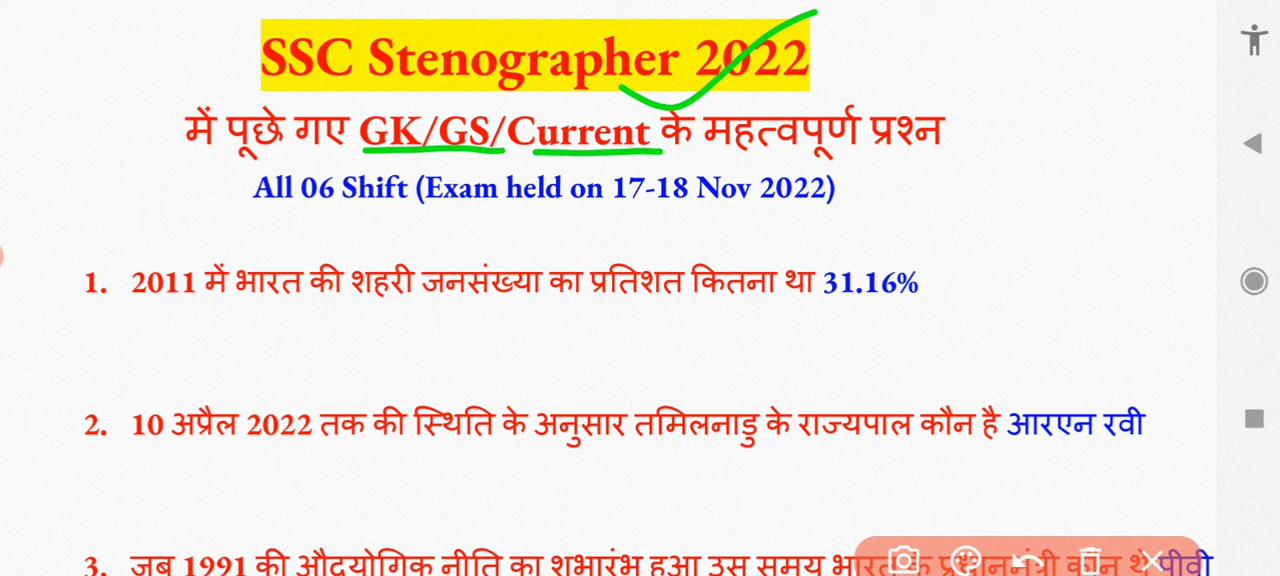 SSC Stenographer 2022
में पूछे गए GK/GS/Current के महत्वपूर्ण प्रश्न
All 06 Shift (Exam held on 17-18 Nov 2022)
1. 2011 में भारत की शहरी जनसंख्या का प्रतिशत कितना था 31.16%
2. 10 अप्रैल 2022 तक की स्थिति के अनुसार तमिलनाडु के राज्यपाल कौन है आरएन रवी
3. जब 1991 की औद्योगिक नीति का शुभारंभ हुआ उस समय भारत के प्रधानमंत्री कौन थे पीवी